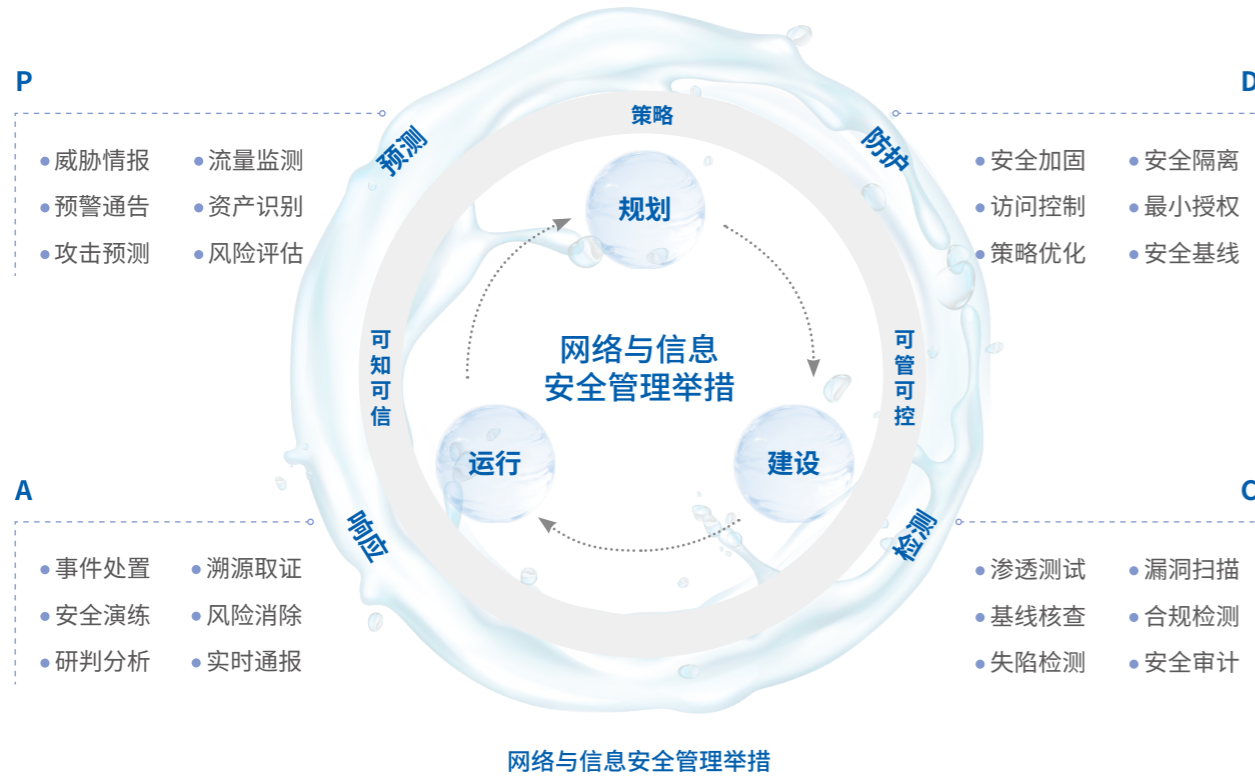 P
预测
威胁情报
流量监测
预警通告
资产识别
攻击预测
风险评估
策略
防护
D
安全加固
安全隔离
访问控制
最小授权
策略优化
安全基线
规划
可知可信
网络与信息
安全管理举措
可管可控
运行
建设
A
响应
事件处置
溯源取证
安全演练
风险消除
研判分析
实时通报
检测
C
渗透测试
漏洞扫描
基线核查
合规检测
失陷检测
安全审计
网络与信息安全管理举措